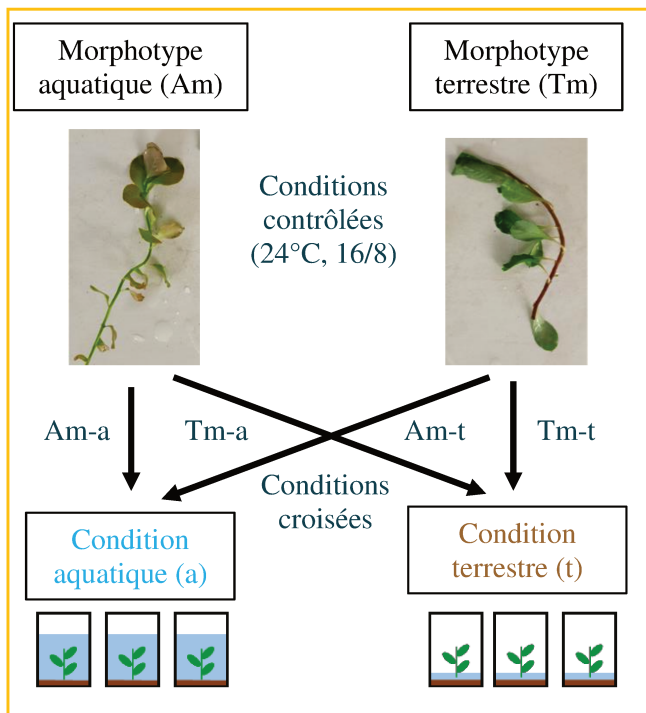 Morphotype
aquatique (Am)
Morphotype
terrestre (Tm)
Conditions
contrôlées
(24°C, 16/8)
Am-a
Tm-a
Am-t
Tm-t
Conditions
croisées
Condition
aquatique (a)
Condition
terrestre (t)